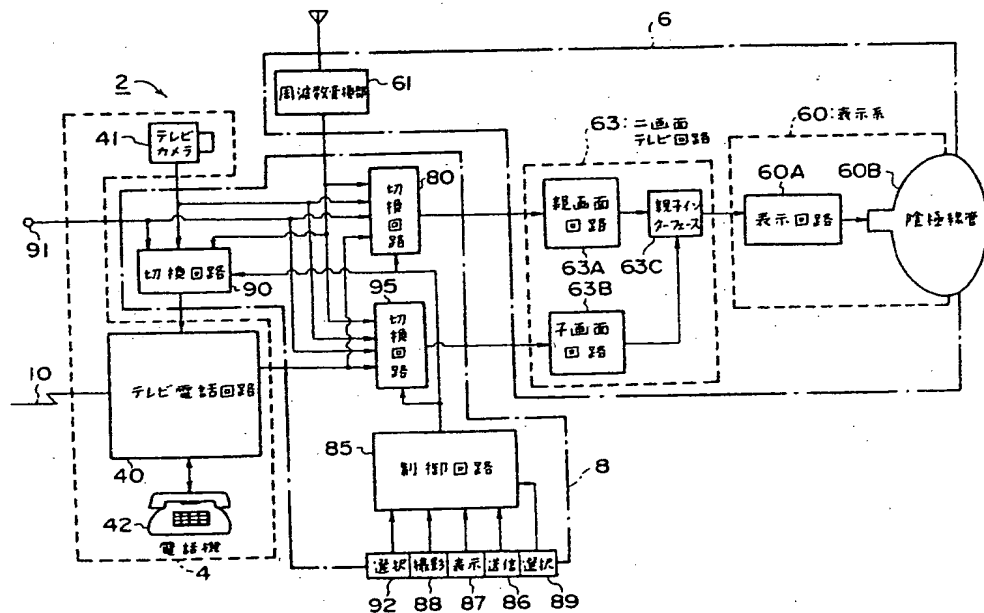 6
周波数変換部
61
2
41
テレビ
カメラ
63:二画面
テレビ回路
60:表示系
60A
60B
切換回路
80
親画面
回路
63A
親子イン
ターフェース
63C
表示回路
陰極線管
91
切換回路
90
95
切換回路
63B
子画面
回路
10
テレビ電話回路
40
85
制御回路
8
42
電話機
4
選択
撮影
表示
送信
選択
92
88
87
86
89